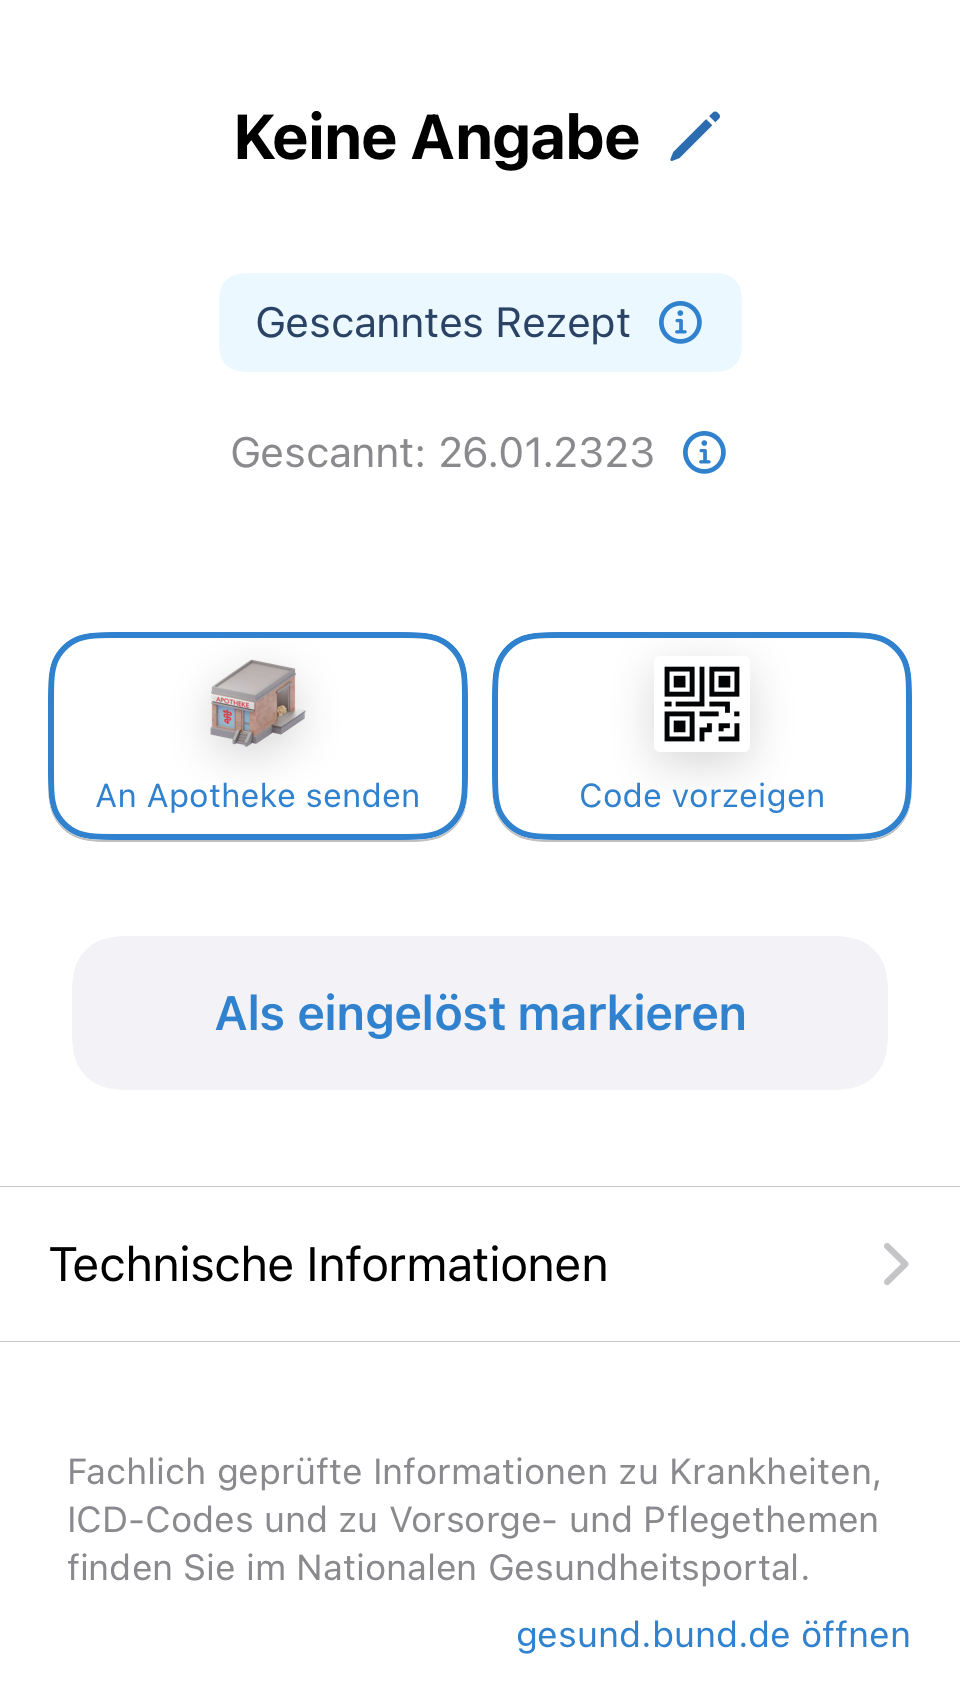 Keine Angabe
Gescanntes Rezept
Gescannt: 26.01.2323
APOTHEKE
An Apotheke senden
Code vorzeigen
Als eingelöst markieren
Technische Informationen
Fachlich geprüfte Informationen zu Krankheiten,
ICD-Codes und zu Vorsorge- und Pflegethemen
finden Sie im Nationalen Gesundheitsportal.
gesund.bund.de öffnen